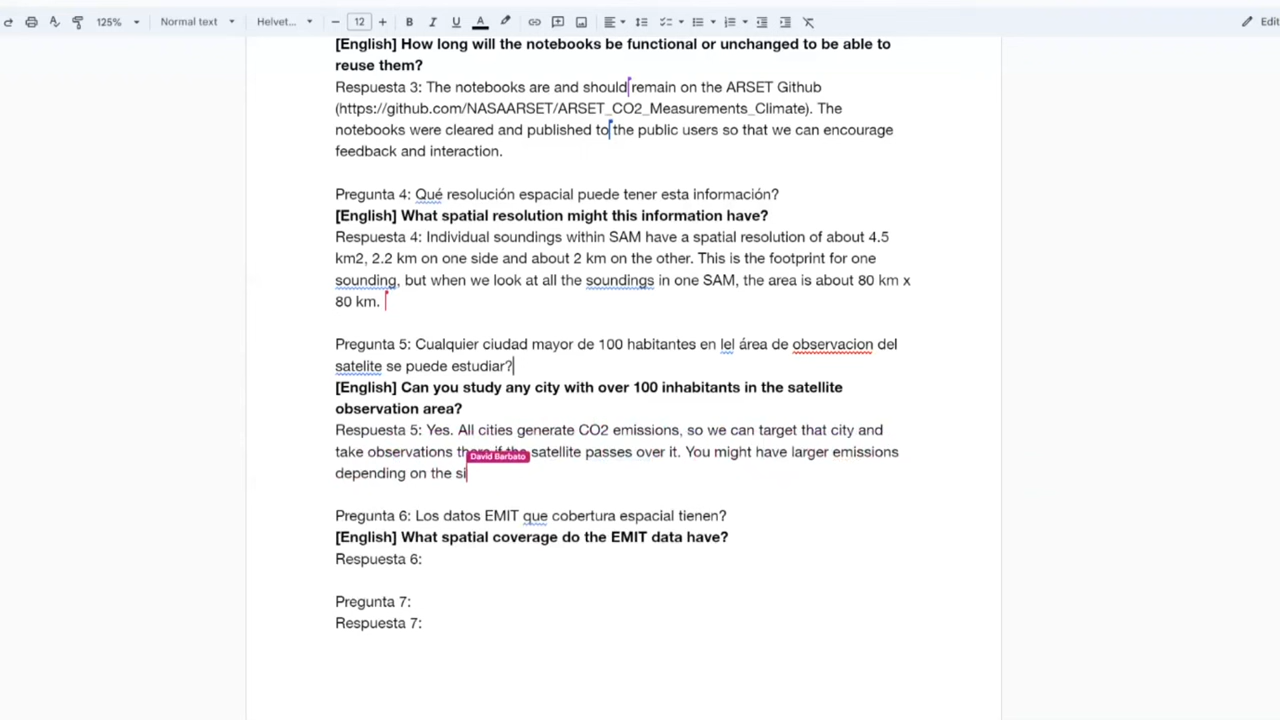 125%
Normal text
Helvet...
12
B I U A
Edit
[English] How long will the notebooks be functional or unchanged to be able to
reuse them?
Respuesta 3: The notebooks are and should remain on the ARSET Github
(https://github.com/NASAARSET/ARSET_CO2_Measurements_Climate). The
notebooks were cleared and published to the public users so that we can encourage
feedback and interaction.
Pregunta 4: Qué resolución espacial puede tener esta información?
[English] What spatial resolution might this information have?
Respuesta 4: Individual soundings within SAM have a spatial resolution of about 4.5
km2, 2.2 km on one side and about 2 km on the other. This is the footprint for one
sounding, but when we look at all the soundings in one SAM, the area is about 80 km x
80 km.
Pregunta 5: Cualquier ciudad mayor de 100 habitantes en lel área de observacion del
satelite se puede estudiar?
[English] Can you study any city with over 100 inhabitants in the satellite
observation area?
Respuesta 5: Yes. All cities generate CO2 emissions, so we can target that city and
take observations there if the satellite passes over it. You might have larger emissions
David Barbato
depending on the si
Pregunta 6: Los datos EMIT que cobertura espacial tienen?
[English] What spatial coverage do the EMIT data have?
Respuesta 6:
Pregunta 7:
Respuesta 7: